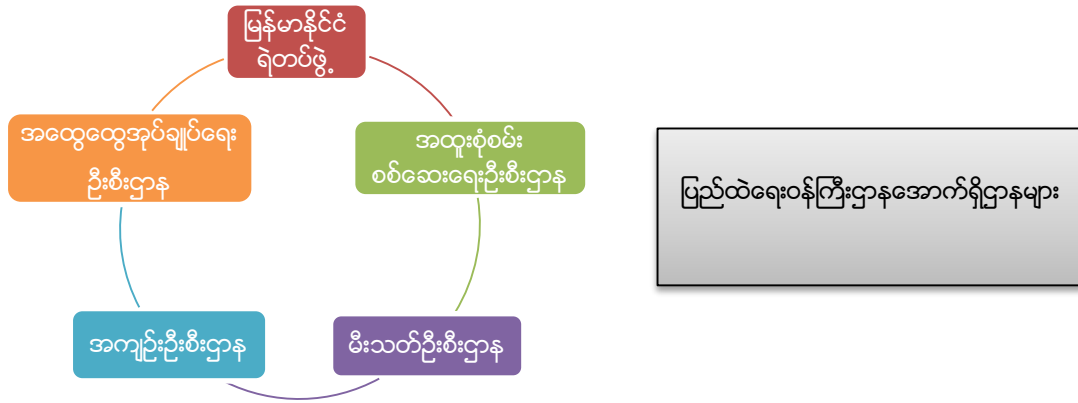 မြန်မာနိုင်ငံ
ရဲတပ်ဖွဲ့
အထွေထွေအုပ်ချုပ်ရေး
ဦးစီးဌာန
အထူးစုံစမ်း
စစ်ဆေးရေးဦးစီးဌာန
ပြည်ထဲရေးဝန်ကြီးဌာနအောက်ရှိဌာနများ
အကျဉ်းဦးစီးဌာန
မီးသတ်ဦးစီးဌာန